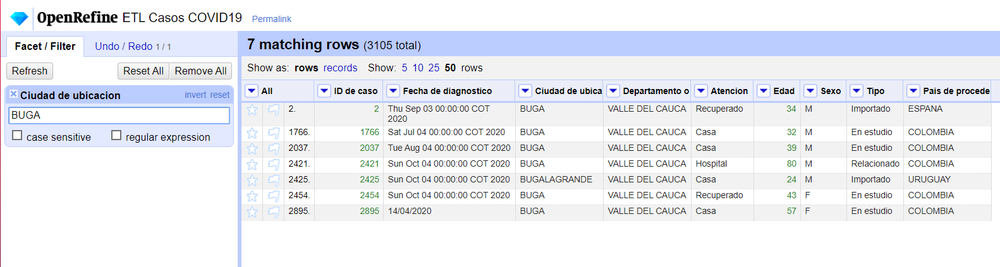 OpenRefine ETL Casos COVID19 Permalink
Facet / Filter Undo / Redo 1 / 1
Refresh Reset All Remove All
Ciudad de ubicacion invert reset
BUGA
case sensitive regular expression
7 matching rows (3105 total)
Show as: rows records Show: 5 10 25 50 rows
All ID de caso Fecha de diagnostico Ciudad de ubica Departamento o Atencion Edad Sexo Tipo Pais de procede
2. 2 Thu Sep 03 00:00:00 COT 2020 BUGA VALLE DEL CAUCA Recuperado 34 M Importado ESPANA
1766. 1766 Sat Jul 04 00:00:00 COT 2020 BUGA VALLE DEL CAUCA Casa 32 M En estudio COLOMBIA
2037. 2037 Tue Aug 04 00:00:00 COT 2020 BUGA VALLE DEL CAUCA Casa 39 M En estudio COLOMBIA
2421. 2421 Sun Oct 04 00:00:00 COT 2020 BUGA VALLE DEL CAUCA Hospital 80 M Relacionado COLOMBIA
2425. 2425 Sun Oct 04 00:00:00 COT 2020 BUGALAGRANDE VALLE DEL CAUCA Casa 24 M Importado URUGUAY
2454. 2454 Sun Oct 04 00:00:00 COT 2020 BUGA VALLE DEL CAUCA Recuperado 43 F En estudio COLOMBIA
2895. 2895 14/04/2020 BUGA VALLE DEL CAUCA Casa 57 F En estudio COLOMBIA